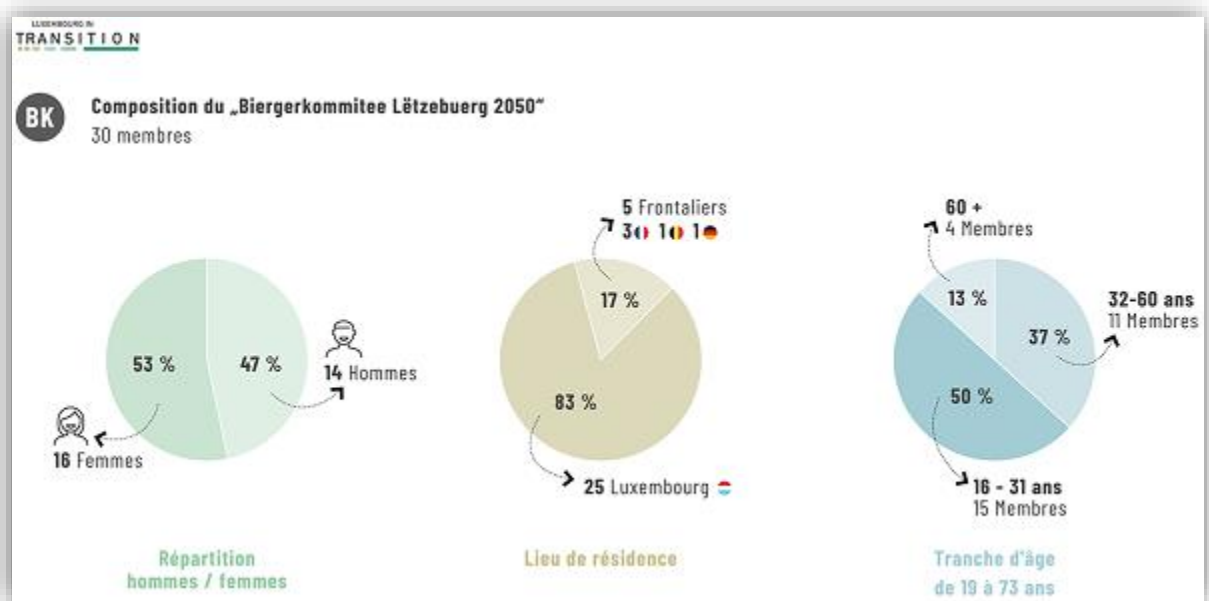 LUXEMBOURG IN
TRANSITION
BK
Composition du „Biergerkommitee Lëtzebuerg 2050“
30 membres
53 %
47 %
14 Hommes
16 Femmes
Répartition
hommes / femmes
5 Frontaliers
3 1 1
17 %
83 %
25 Luxembourg
Lieu de résidence
60 +
4 Membres
13 %
32-60 ans
11 Membres
37 %
50 %
16 - 31 ans
15 Membres
Tranche d'âge
de 19 à 73 ans